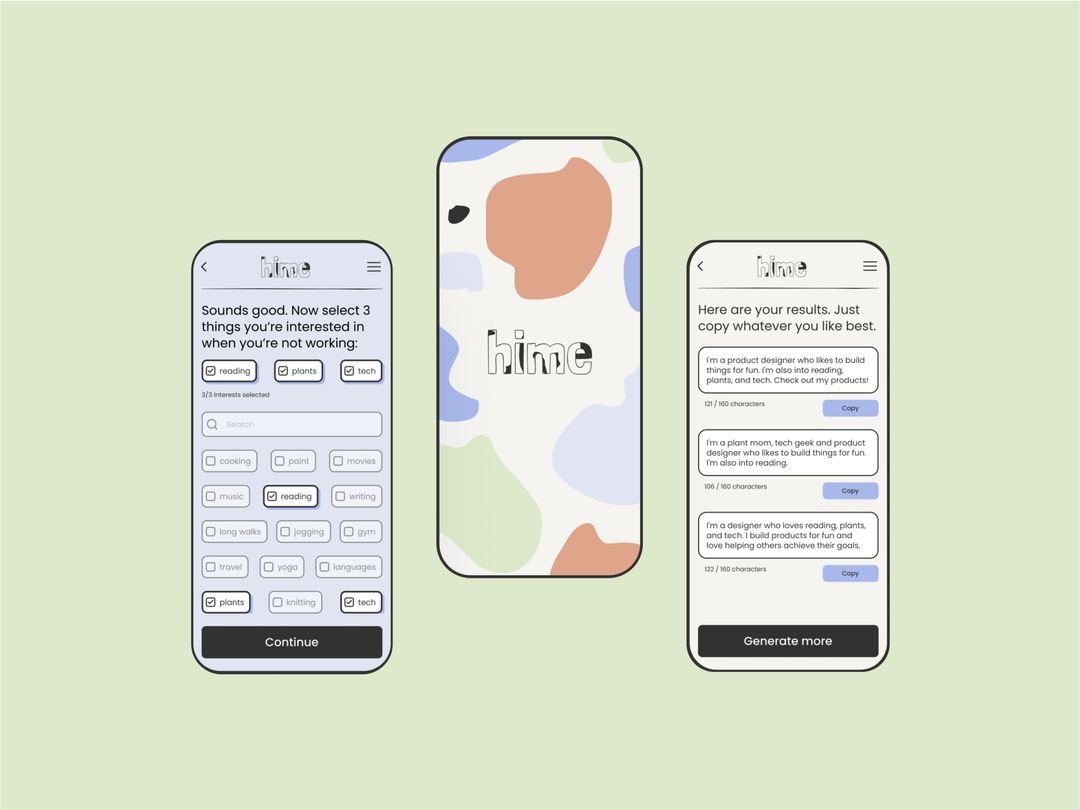 hime
Sounds good. Now select 3
things you're interested in
when you're not working:
reading plants tech
3/3 interests selected
Search
cooking paint movies
music reading writing
long walks jogging gym
travel yoga languages
plants knitting tech
Continue
hime
hime
Here are your results. Just
copy whatever you like best.
I'm a product designer who likes to build
things for fun. I'm also into reading,
plants, and tech. Check out my products!
121 / 160 characters
Copy
I'm a plant mom, tech geek and product
designer who likes to build things for fun.
I'm also into reading.
106 / 160 characters
Copy
I'm a designer who loves reading, plants,
and tech. I build products for fun and
love helping others achieve their goals.
122 / 160 characters
Copy
Generate more